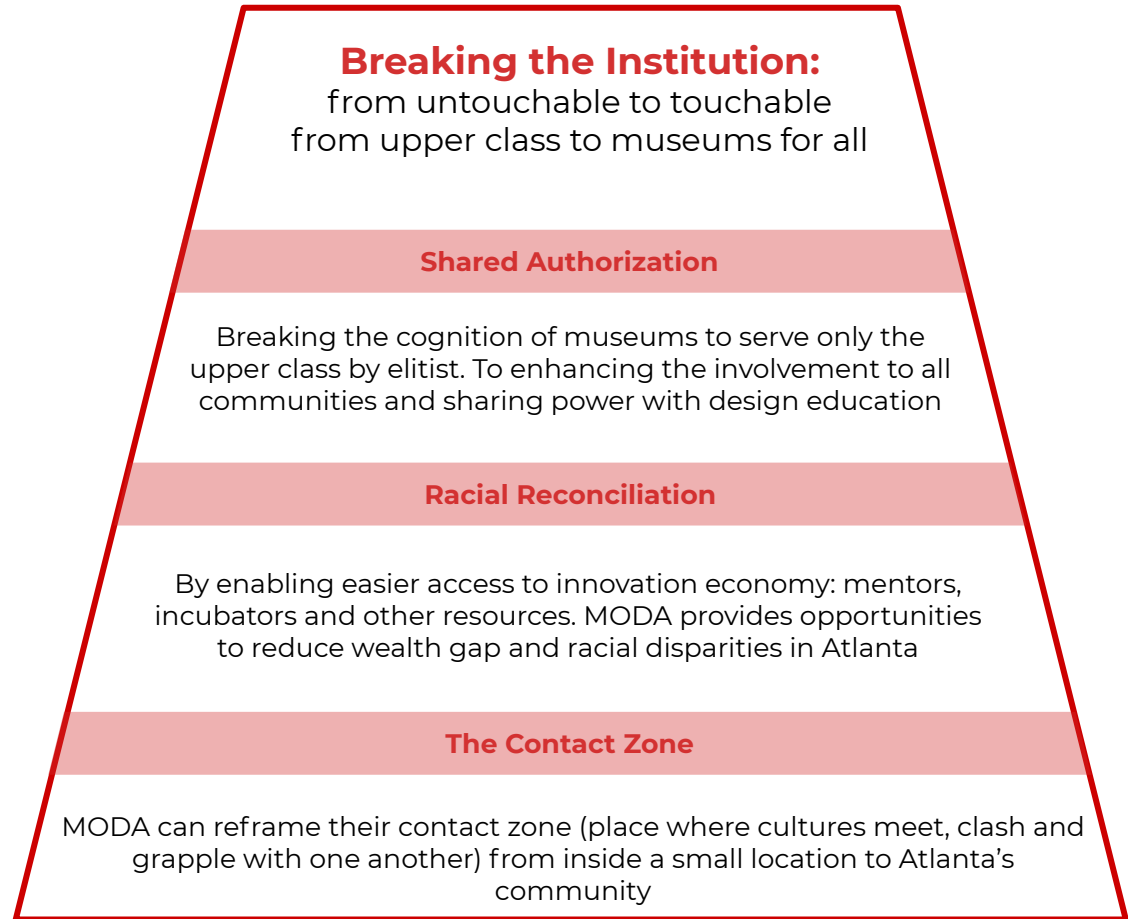 Breaking the Institution:
from untouchable to touchable
from upper class to museums for all
Shared Authorization
Breaking the cognition of museums to serve only the
upper class by elitist. To enhancing the involvement to all
communities and sharing power with design education
Racial Reconciliation
By enabling easier access to innovation economy: mentors,
incubators and other resources. MODA provides opportunities
to reduce wealth gap and racial disparities in Atlanta
The Contact Zone
MODA can reframe their contact zone (place where cultures meet, clash and
grapple with one another) from inside a small location to Atlanta’s
community